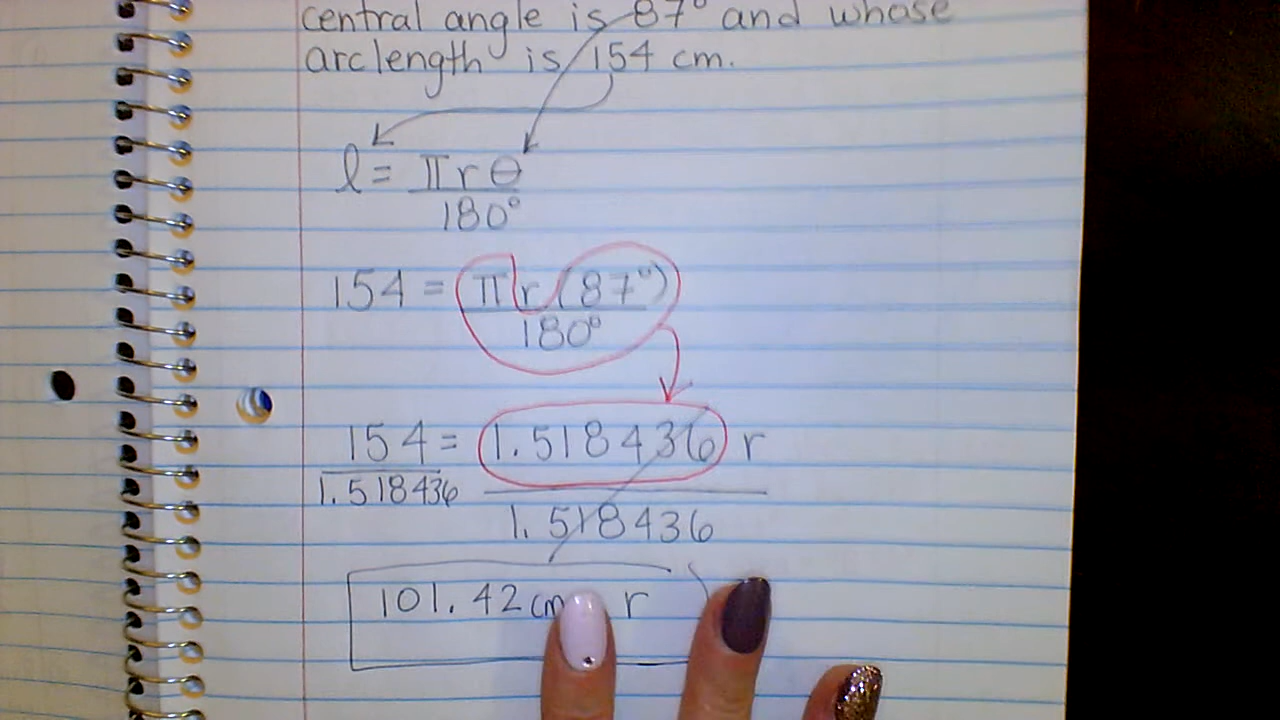 central angle is 87° and whose
arclength is 154 cm.
l = πrθ
180°
154 = πr(87°)
180°
154 = 1.518436 r
1.518436 1.518436
101.42cm r